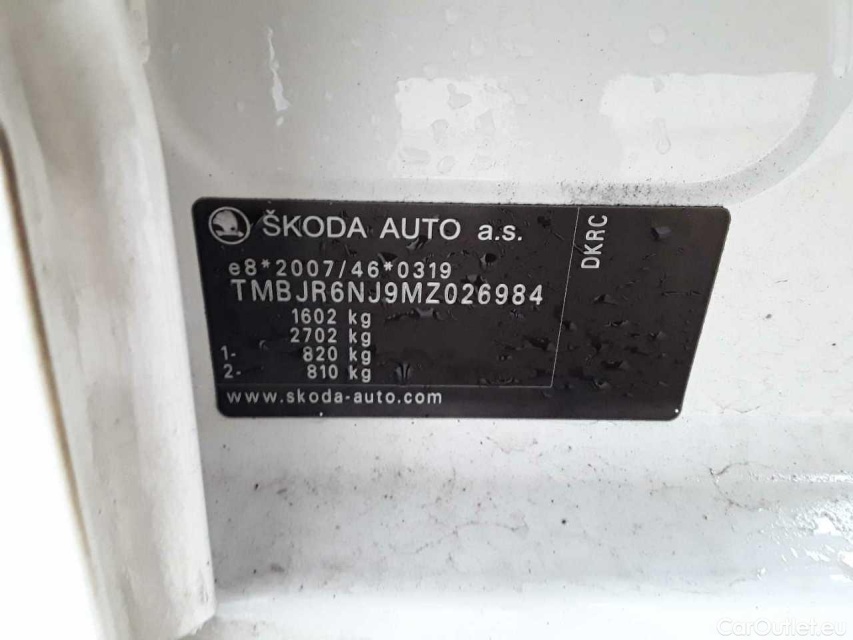 ŠKODA AUTO a.s.
DKRC
e8*2007/46*0319
TMBJR6NJ9MZ026984
1602 kg
2702 kg
1- 820 kg
2- 810 kg
www.skoda-auto.com
CarOutlet.eu